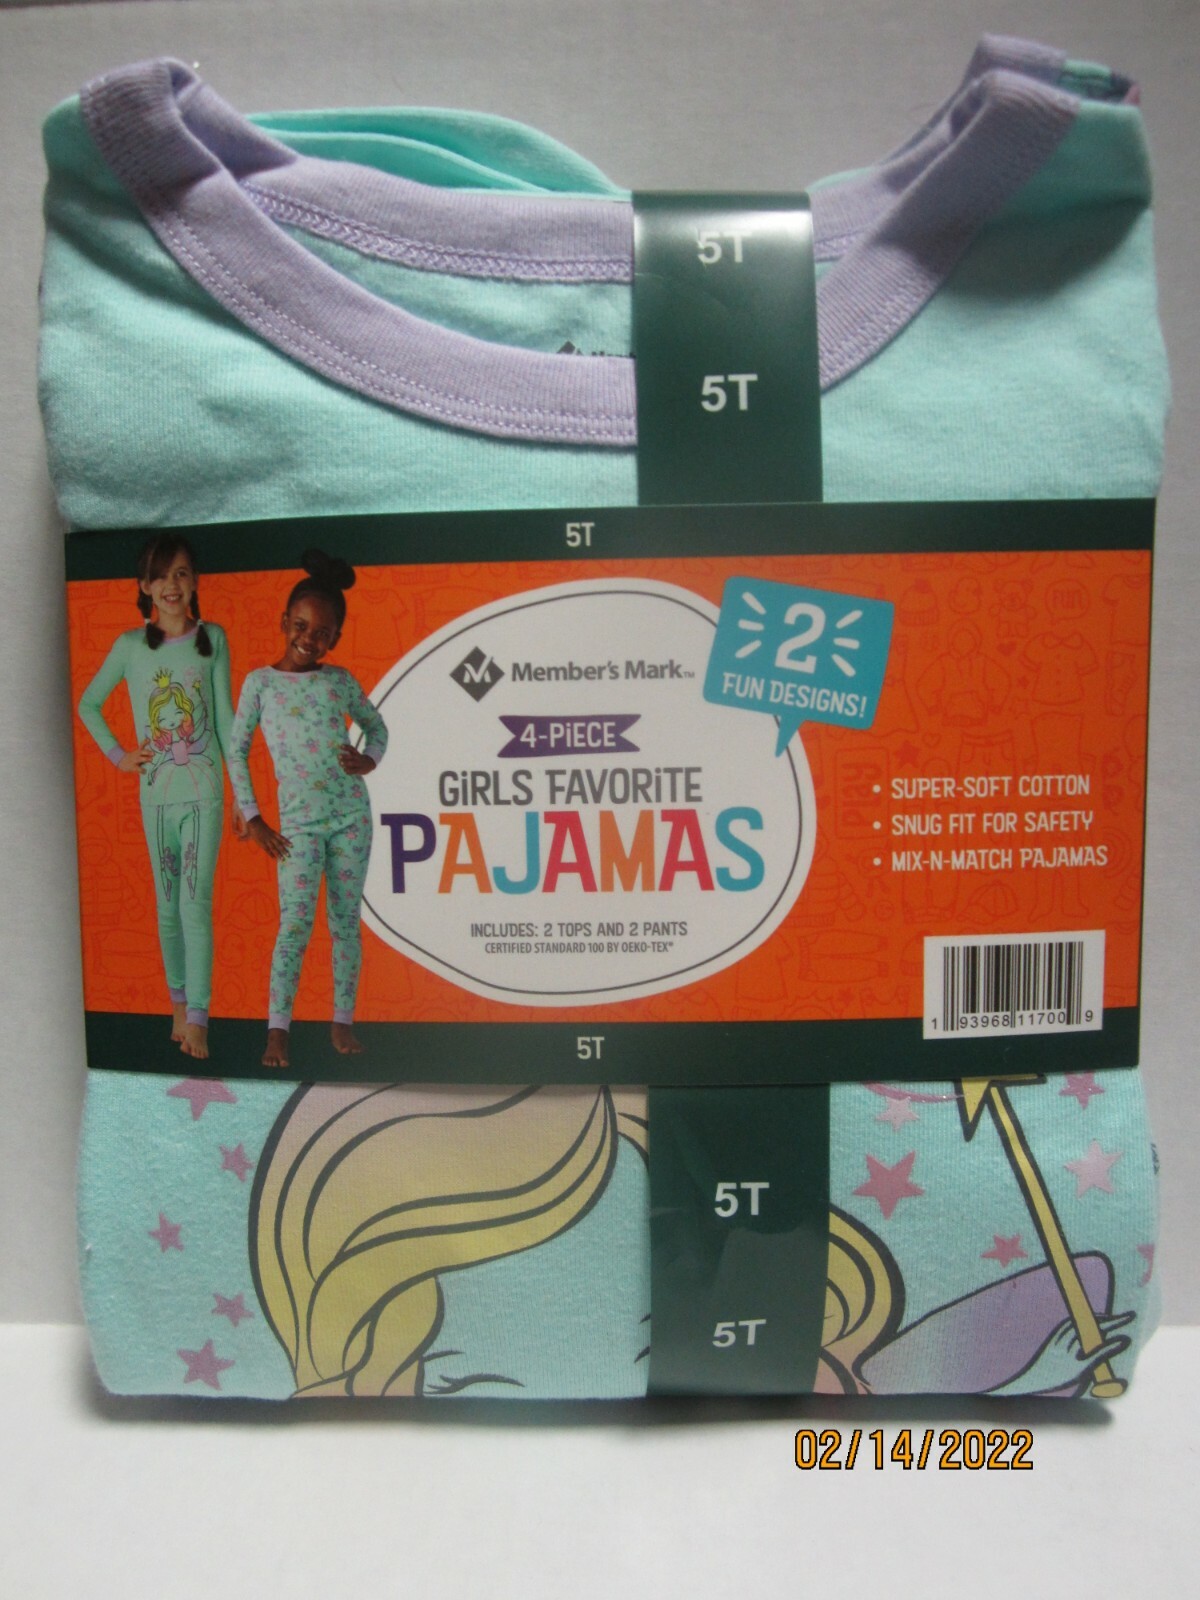 5T
5T
5T
Member's Mark™
2
FUN DESIGNS!
4-PiECE
GiRLS FAVORiTE
PAJAMAS
INCLUDES: 2 TOPS AND 2 PANTS
CERTIFIED STANDARD 100 BY OEKO-TEX®
• SUPER-SOFT COTTON
• SNUG FIT FOR SAFETY
• MIX-N-MATCH PAJAMAS
1 93968 11700 9
5T
5T
5T
02/14/2022